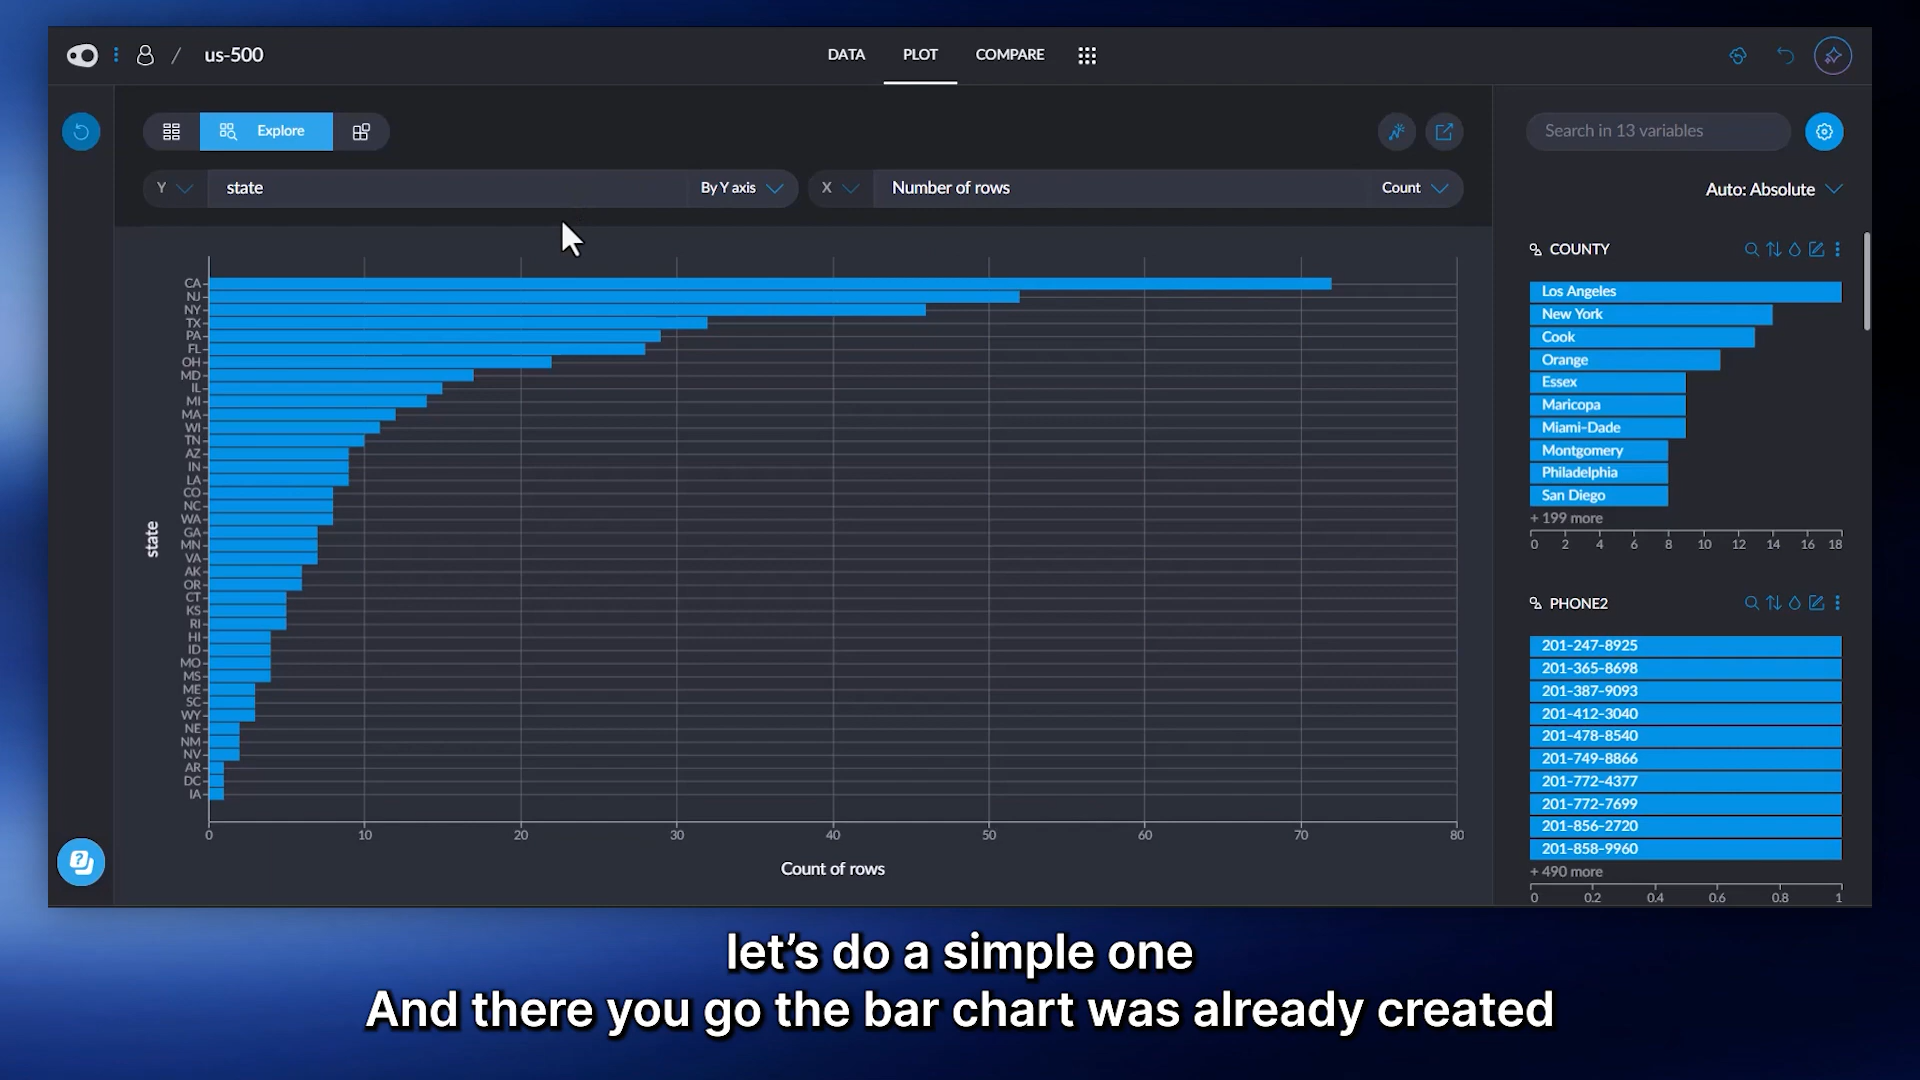 / us-500
DATA
PLOT
COMPARE
Explore
Search in 13 variables
Y
state
By Y axis
X
Number of rows
Count
Auto: Absolute
state
CA
NJ
NY
TX
PA
FL
OH
MD
IL
MI
MA
WI
TN
AZ
IN
LA
CO
NC
WA
GA
MN
VA
AK
OR
CT
KS
RI
HI
ID
MO
MS
ME
SC
WY
NE
NM
NV
AR
DC
IA
0 10 20 30 40 50 60 70 80
Count of rows
COUNTY
Los Angeles
New York
Cook
Orange
Essex
Maricopa
Miami-Dade
Montgomery
Philadelphia
San Diego
+ 199 more
0 2 4 6 8 10 12 14 16 18
PHONE2
201-247-8925
201-365-8698
201-387-9093
201-412-3040
201-478-8540
201-749-8866
201-772-4377
201-772-7699
201-856-2720
201-858-9960
+ 490 more
0 0.2 0.4 0.6 0.8 1
let's do a simple one
And there you go the bar chart was already created